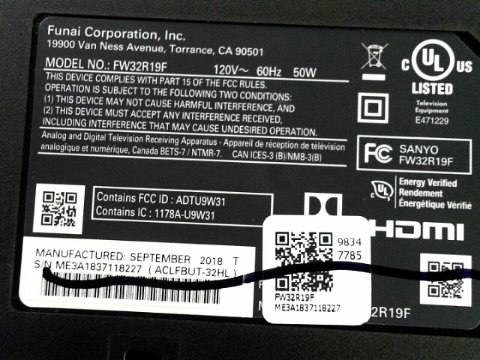 Funai Corporation, Inc.
19900 Van Ness Avenue, Torrance, CA 90501
MODEL NO.: FW32R19F 120V~ 60Hz 50W
THIS DEVICE COMPLIES WITH PART 15 OF THE FCC RULES.
OPERATION IS SUBJECT TO THE FOLLOWING TWO CONDITIONS:
(1) THIS DEVICE MAY NOT CAUSE HARMFUL INTERFERENCE, AND
(2) THIS DEVICE MUST ACCEPT ANY INTERFERENCE RECEIVED,
INCLUDING INTERFERENCE THAT MAY CAUSE UNDESIRED OPERATION.
Analog and Digital Television Receiving Apparatus - Appareil de réception de télévision
analogique et numérique, Canada BETS-7 / NTMR-7. CAN ICES-3 (B)/NMB-3(B)
c UL US
LISTED
Television
Equipment
E471229
FC SANYO
FW32R19F
UL Energy Verified
Rendement
Énergétique Vérifié
Contains FCC ID : ADTU9W31
Contains IC : 1178A-U9W31
HDMI
MANUFACTURED: SEPTEMBER 2018 T
S/N ME3A1837118227 ( ACLFBUT-32HL )
9834
7785
FW32R19F
ME3A1837118227
32R19F